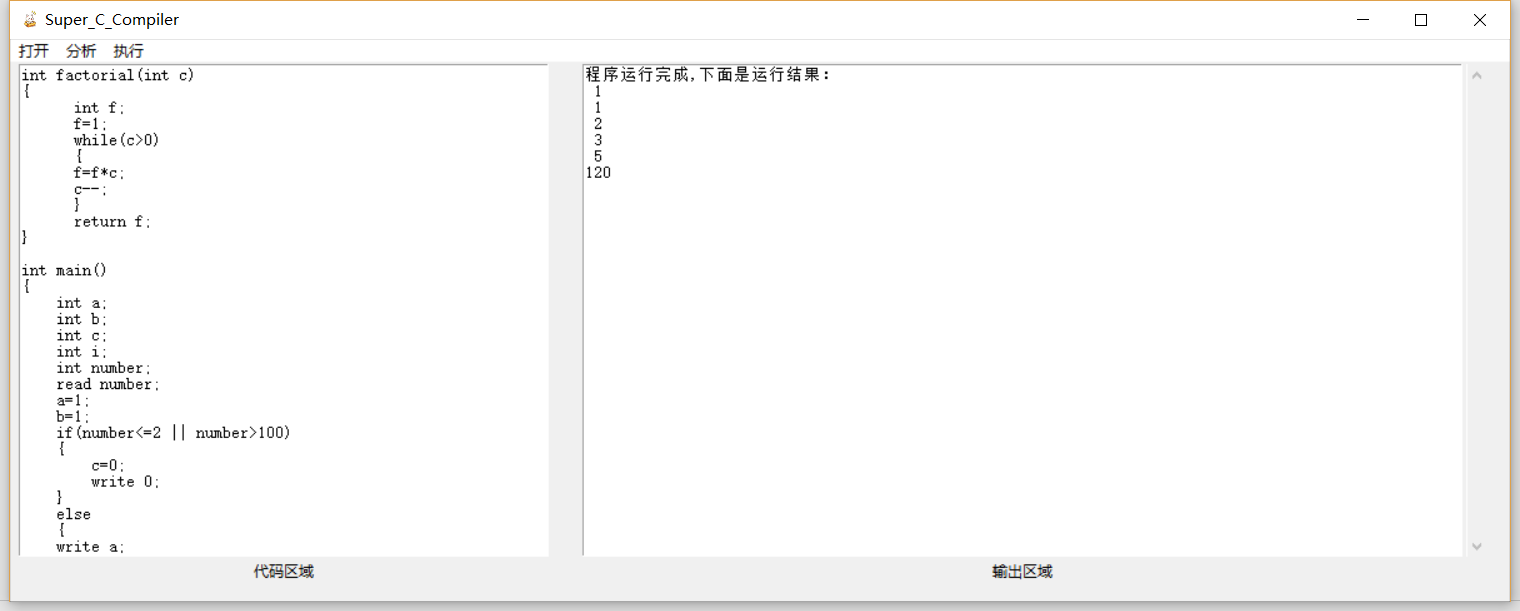 Super_C_Compiler
打开 分析 执行
int factorial(int c)
{
int f;
f=1;
while(c>0)
{
f=f*c;
c--;
}
return f;
}
int main()
{
int a;
int b;
int c;
int i;
int number;
read number;
a=1;
b=1;
if(number<=2 || number>100)
{
c=0;
write 0;
}
else
{
write a;
代码区域
程序运行完成,下面是运行结果:
1
1
2
3
5
120
输出区域